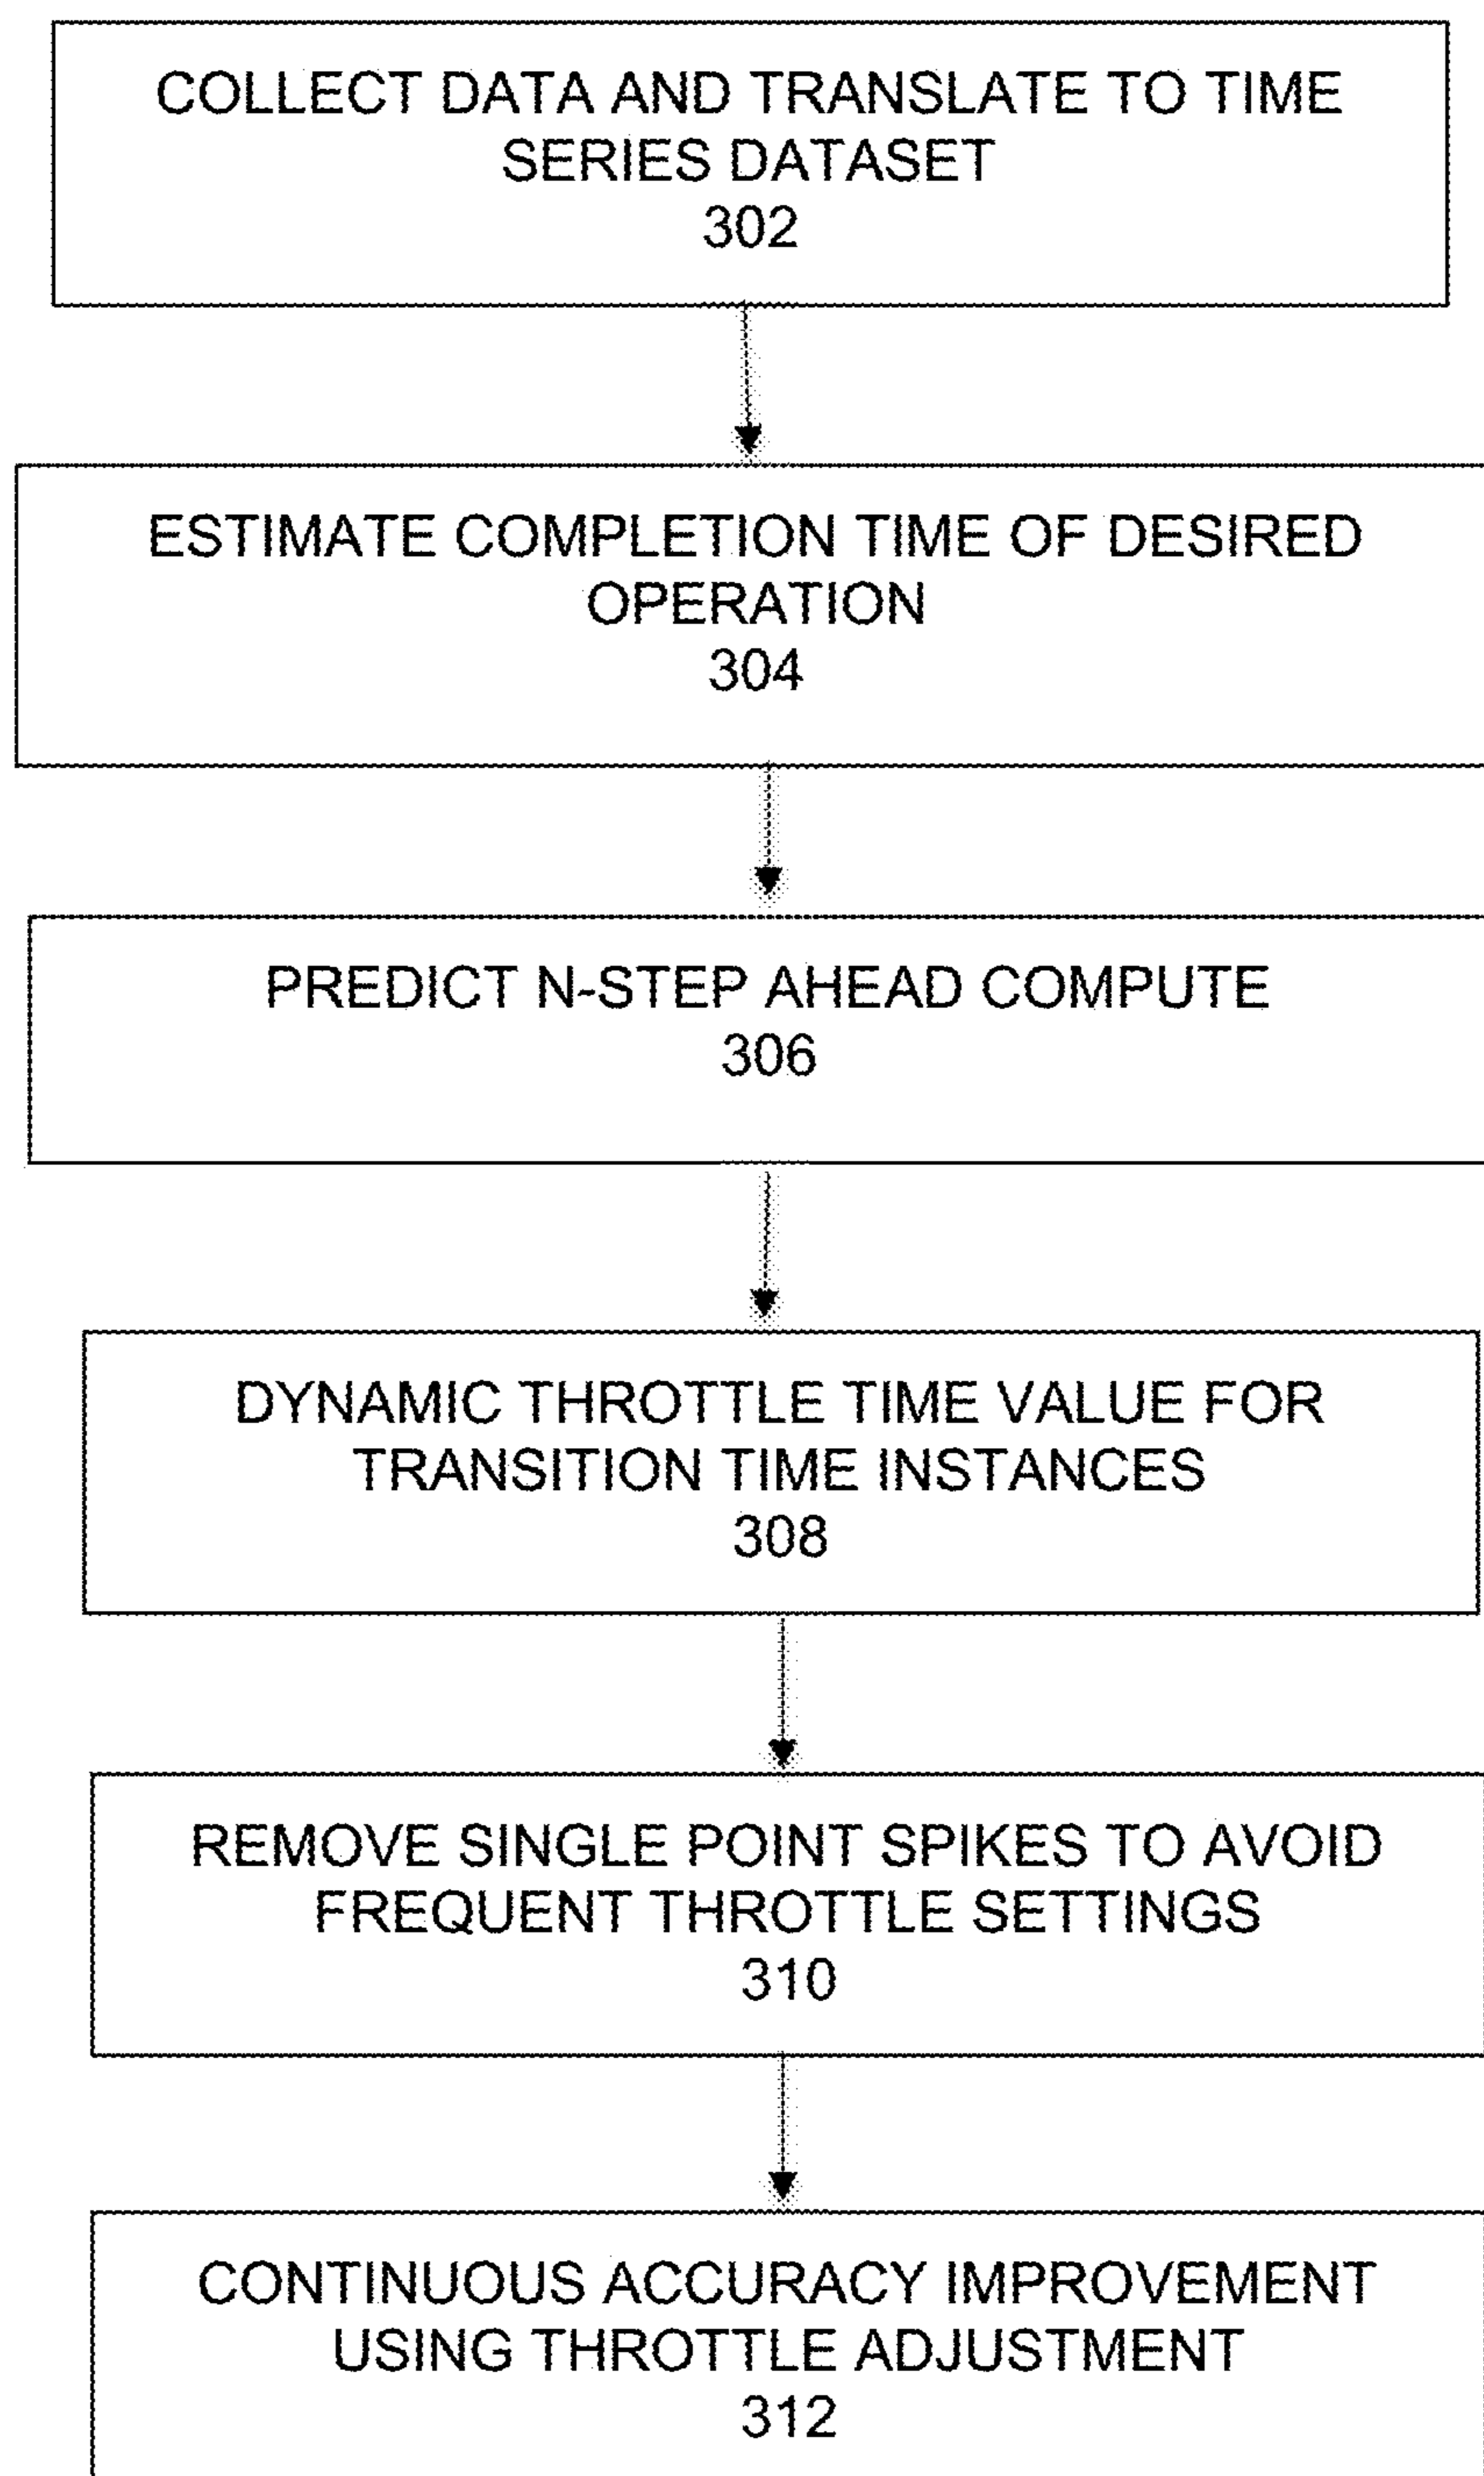 COLLECT DATA AND TRANSLATE TO TIME
SERIES DATASET
302
ESTIMATE COMPLETION TIME OF DESIRED
OPERATION
304
PREDICT N-STEP AHEAD COMPUTE
306
DYNAMIC THROTTLE TIME VALUE FOR
TRANSITION TIME INSTANCES
308
REMOVE SINGLE POINT SPIKES TO AVOID
FREQUENT THROTTLE SETTINGS
310
CONTINUOUS ACCURACY IMPROVEMENT
USING THROTTLE ADJUSTMENT
312